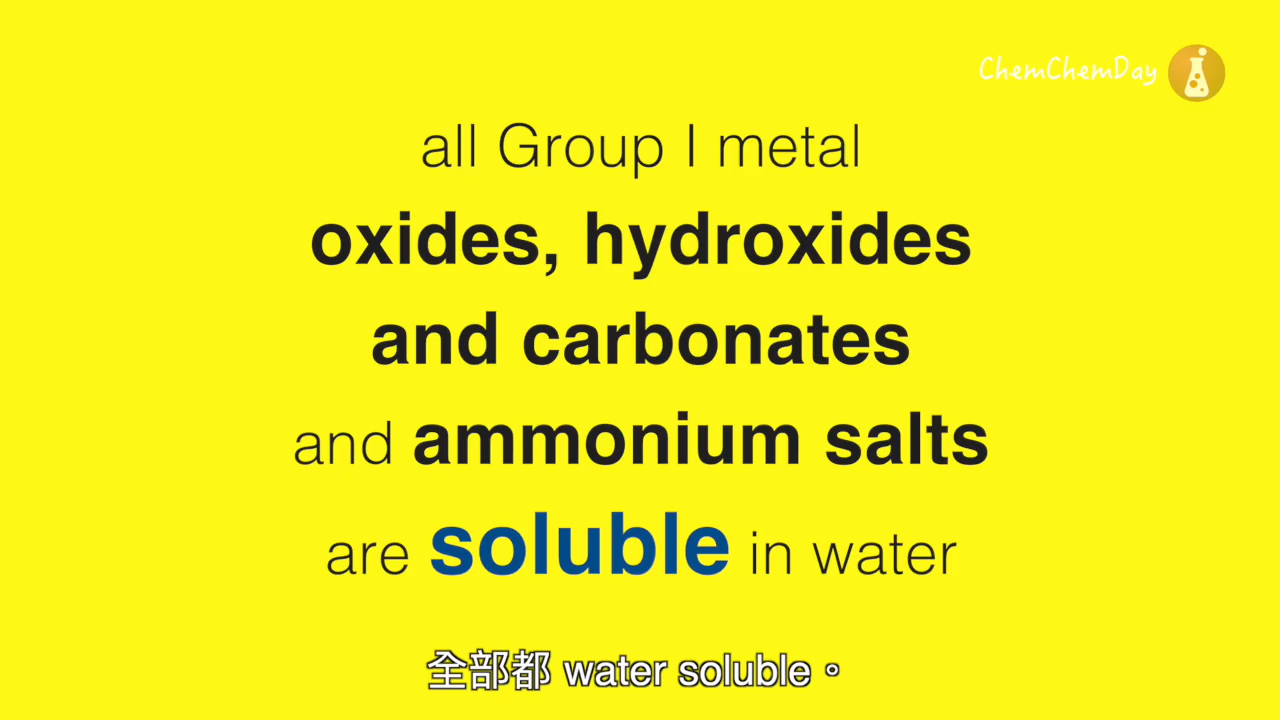 ChemChemDay
all Group I metal
oxides, hydroxides
and carbonates
and ammonium salts
are soluble in water
全部都 water soluble。